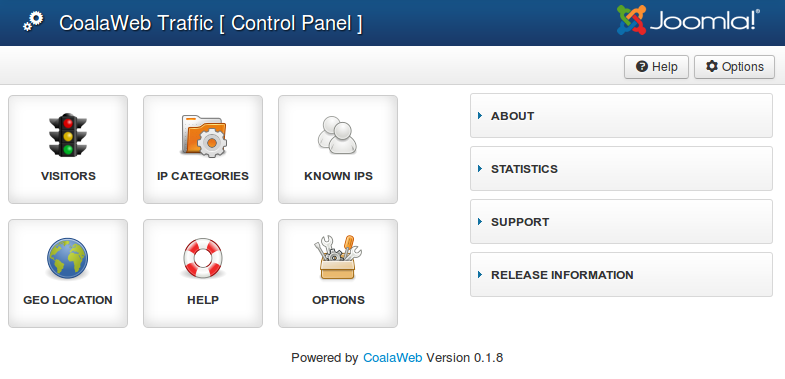 CoalaWeb Traffic [ Control Panel ]
Joomla!®
Help
Options
VISITORS
IP CATEGORIES
KNOWN IPS
GEO LOCATION
HELP
OPTIONS
ABOUT
STATISTICS
SUPPORT
RELEASE INFORMATION
Powered by CoalaWeb Version 0.1.8